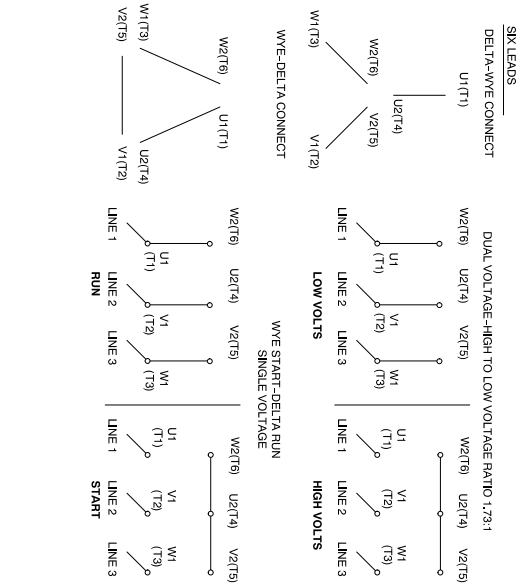 SIX LEADS
DELTA-WYE CONNECT
U1(T1)
U2(T4)
W2(T6)
V2(T5)
W1(T3)
V1(T2)
DUAL VOLTAGE-HIGH TO LOW VOLTAGE RATIO 1.73:1
W2(T6) U2(T4) V2(T5)
U1 V1 W1
(T1) (T2) (T3)
LINE 1 LINE 2 LINE 3
LOW VOLTS
W2(T6) U2(T4) V2(T5)
U1 V1 W1
(T1) (T2) (T3)
LINE 1 LINE 2 LINE 3
HIGH VOLTS
WYE-DELTA CONNECT
W2(T6) U1(T1)
W1(T3) U2(T4)
V2(T5) V1(T2)
WYE START-DELTA RUN
SINGLE VOLTAGE
W2(T6) U2(T4) V2(T5)
U1 V1 W1
(T1) (T2) (T3)
LINE 1 LINE 2 LINE 3
RUN
W2(T6) U2(T4) V2(T5)
U1 V1 W1
(T1) (T2) (T3)
LINE 1 LINE 2 LINE 3
START